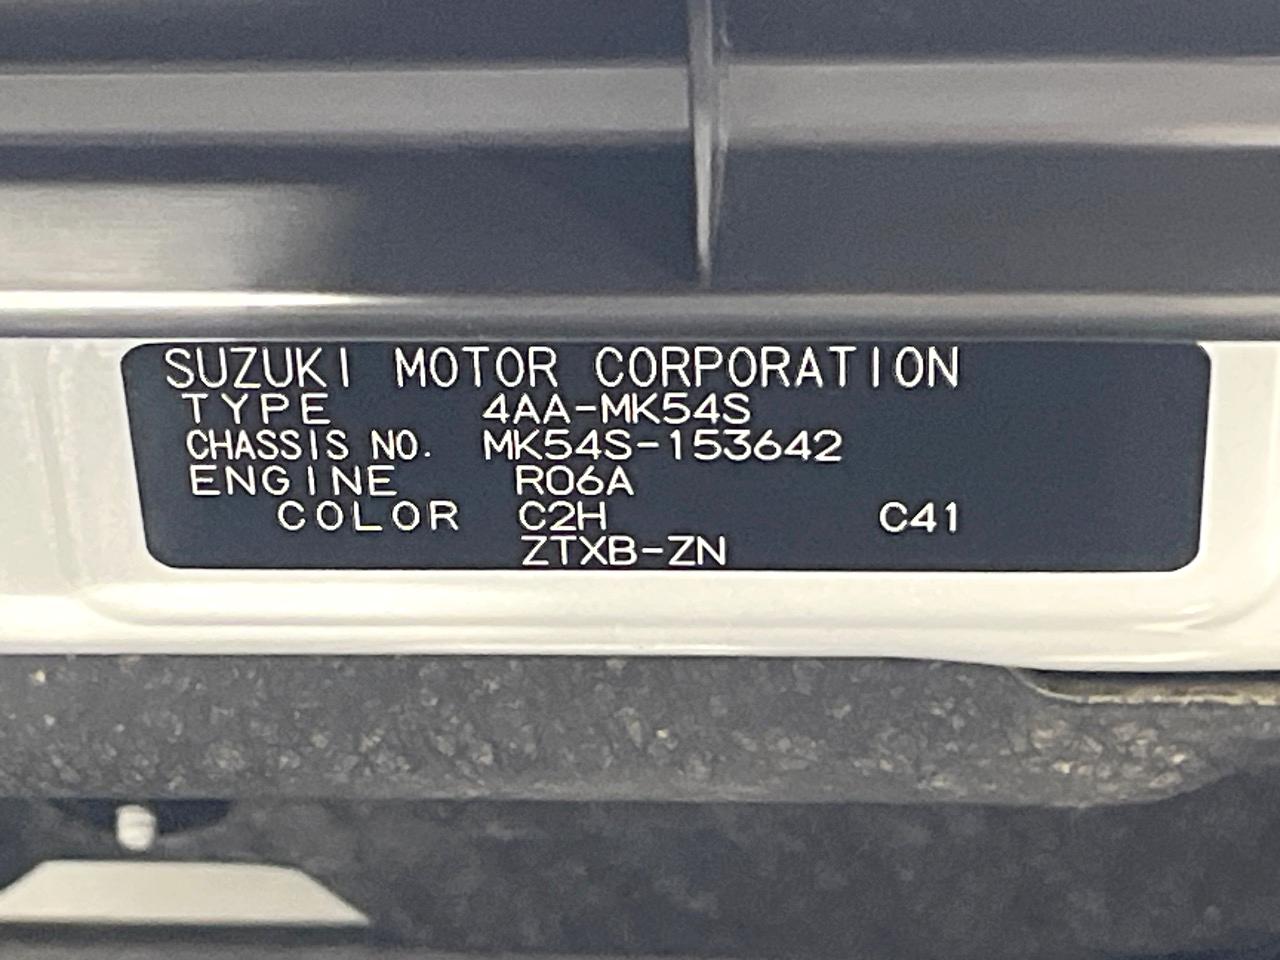 SUZUKI MOTOR CORPORATION
TYPE 4AA-MK54S
CHASSIS NO. MK54S-153642
ENGINE R06A
COLOR C2H C41
ZTXB-ZN